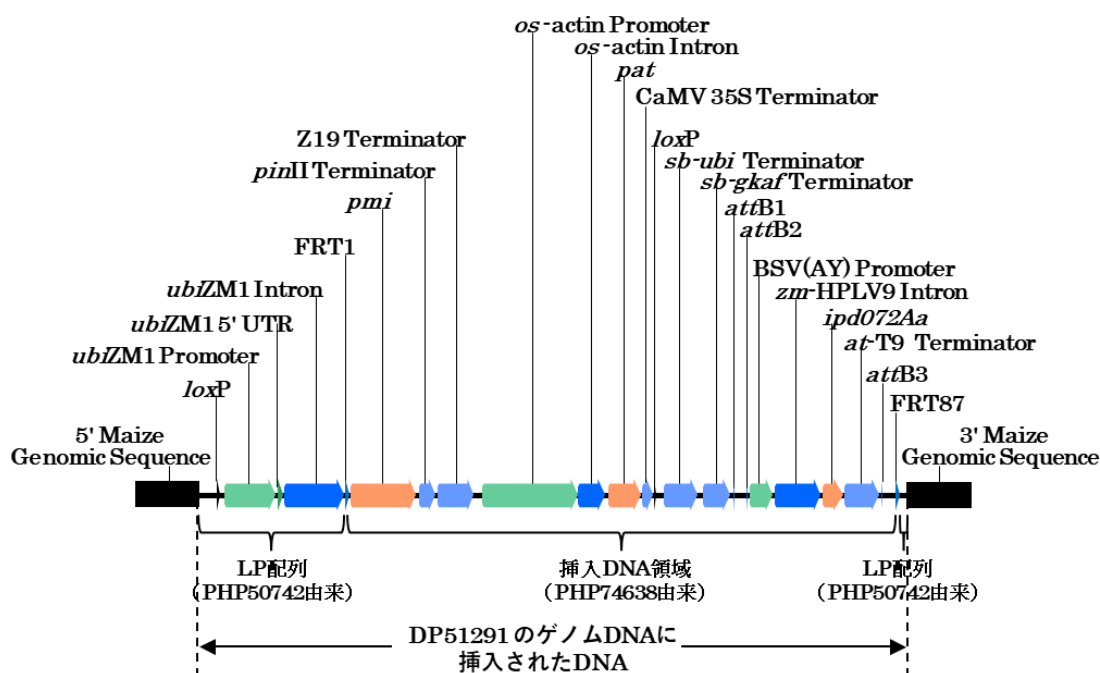 os-actin Promoter
os-actin Intron
pat
CaMV 35S Terminator
Z19 Terminator
loxP
pinII Terminator
sb-ubi Terminator
sb-gkaf Terminator
pmi
attB1
attB2
FRT1
BSV(AY) Promoter
ubiZM1 Intron
zm-HPLV9 Intron
ipd072Aa
ubiZM1 5' UTR
at-T9 Terminator
ubiZM1 Promoter
attB3
loxP
FRT87
5' Maize
Genomic Sequence
3' Maize
Genomic Sequence
LP配列
（PHP50742由来）
挿入DNA領域
（PHP74638由来）
LP配列
（PHP50742由来）
DP51291のゲノムDNAに
挿入されたDNA